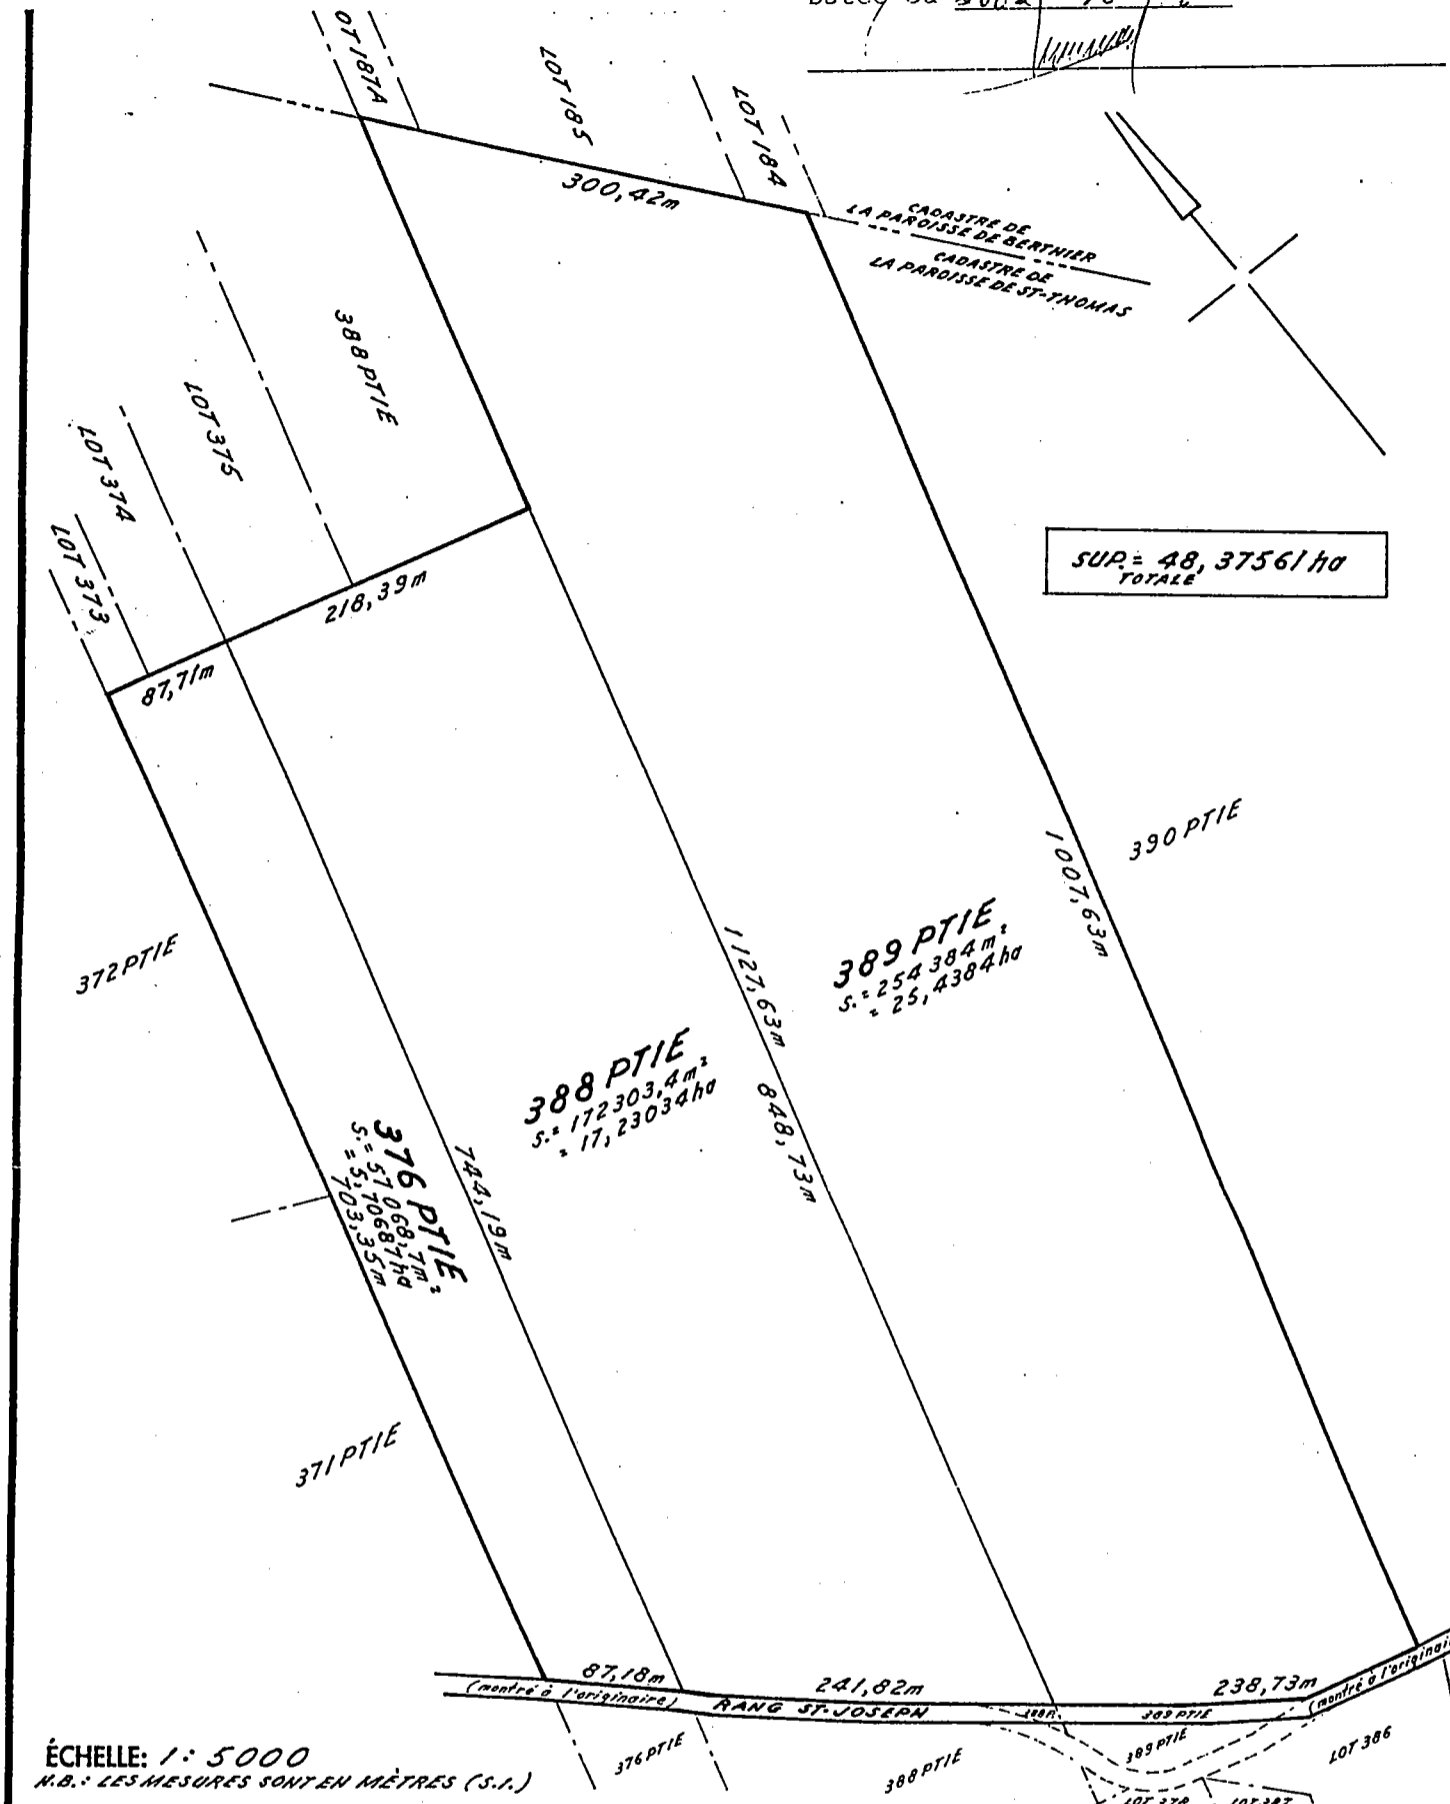 LOT 185
LOT 184
300,42m
CADASTRE DE
LA PAROISSE DE BERTHIER
CADASTRE DE
LA PAROISSE DE ST-THOMAS
388 PTIE
LOT 375
LOT 374
LOT 373
218,39m
87,71m
SUP. = 48,37561 ha
TOTALE
390 PTIE
1007,63m
389 PTIE
S. = 254 384 m²
= 25,4384 ha
1127,63m
848,73m
372 PTIE
388 PTIE
S. = 172 303,4 m²
= 17,23034 ha
376 PTIE
S. = 57 068,7 m²
= 5,70687 ha
703,35m
744,19m
371 PTIE
87,18m
241,82m
238,73m
(montré à l'originaire)
RANG ST-JOSEPH
389 PTIE
(montré à l'originai
376 PTIE
388 PTIE
389 PTIE
LOT 386
ÉCHELLE: 1: 5000
N.B.: LES MESURES SONT EN MÈTRES (S.I.)